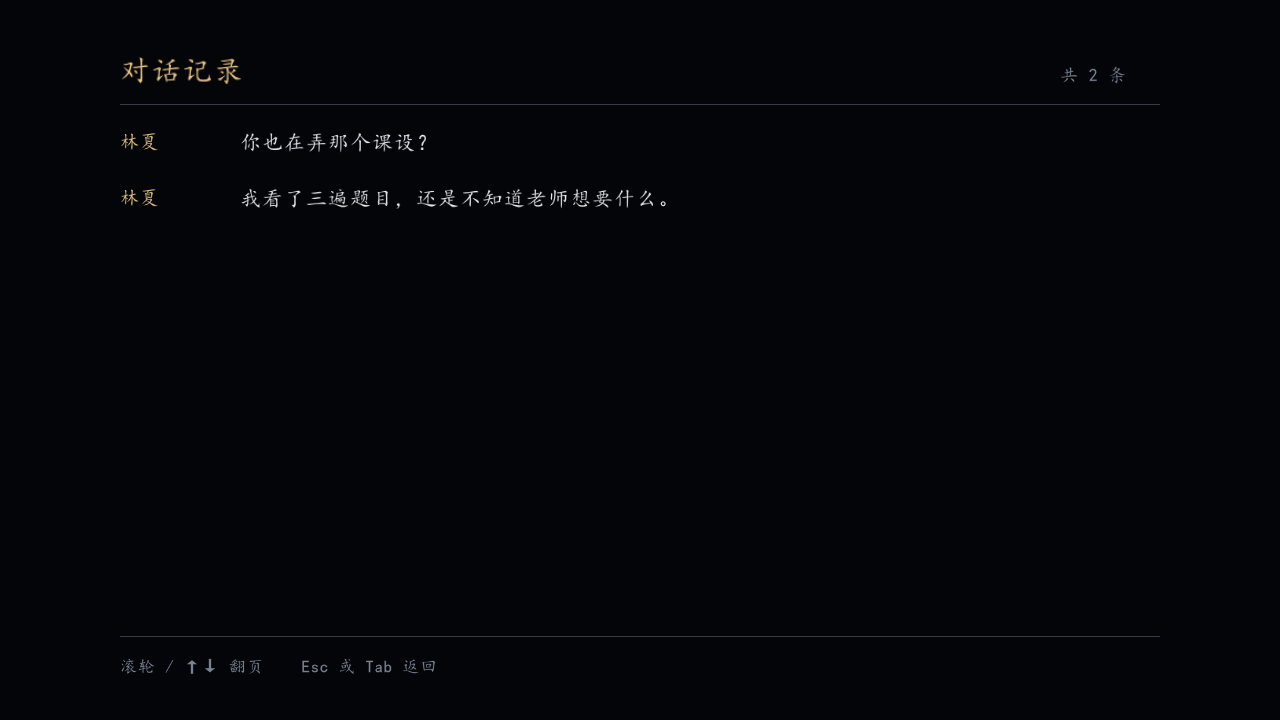 对话记录
共 2 条
林夏 你也在弄那个课设？
林夏 我看了三遍题目，还是不知道老师想要什么。
滚轮 / ↑↓ 翻页 Esc 或 Tab 返回